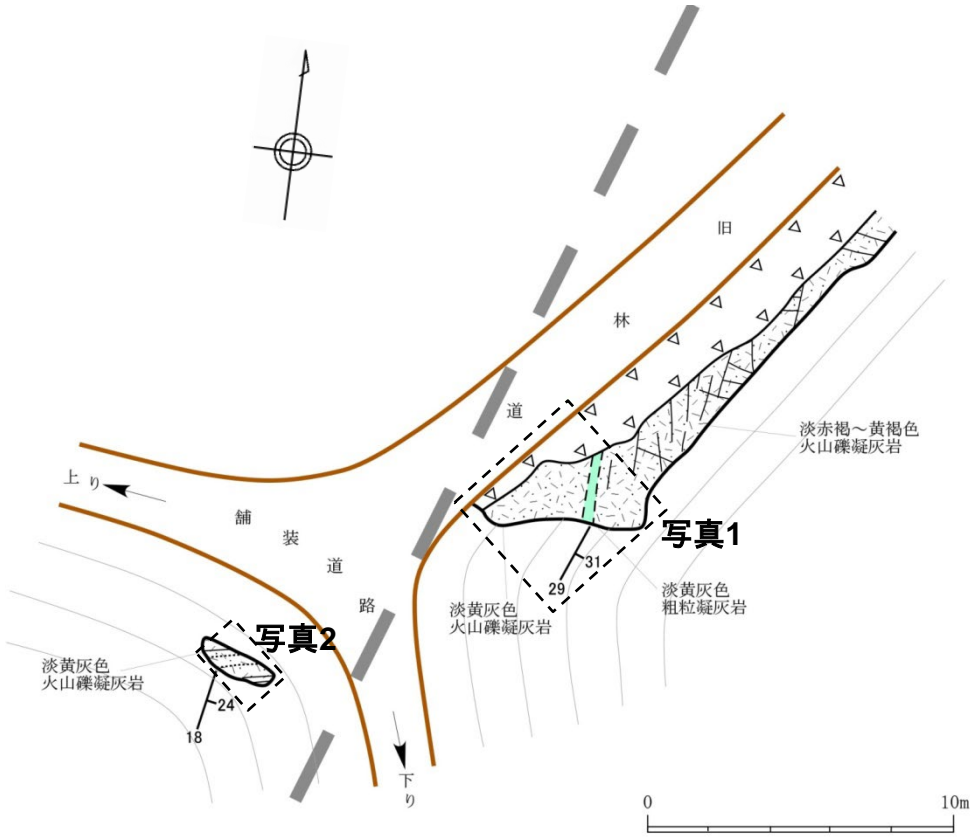 旧
林
道
淡赤褐～黄褐色
火山礫凝灰岩
上り
舗
装
道
路
写真1
31
29
淡黄灰色
火山礫凝灰岩
淡黄灰色
粗粒凝灰岩
写真2
淡黄灰色
火山礫凝灰岩
24
18
下り
0
10m